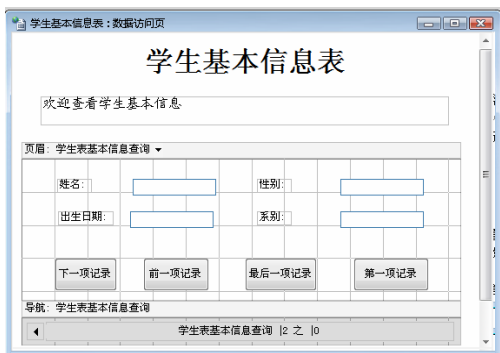 学生基本信息表 : 数据访问页
学生基本信息表
欢迎查看学生基本信息
页眉: 学生表基本信息查询
姓名: 性别:
出生日期: 系别:
下一项记录 前一项记录 最后一项记录 第一项记录
导航: 学生表基本信息查询
学生表基本信息查询 |2 之 |0